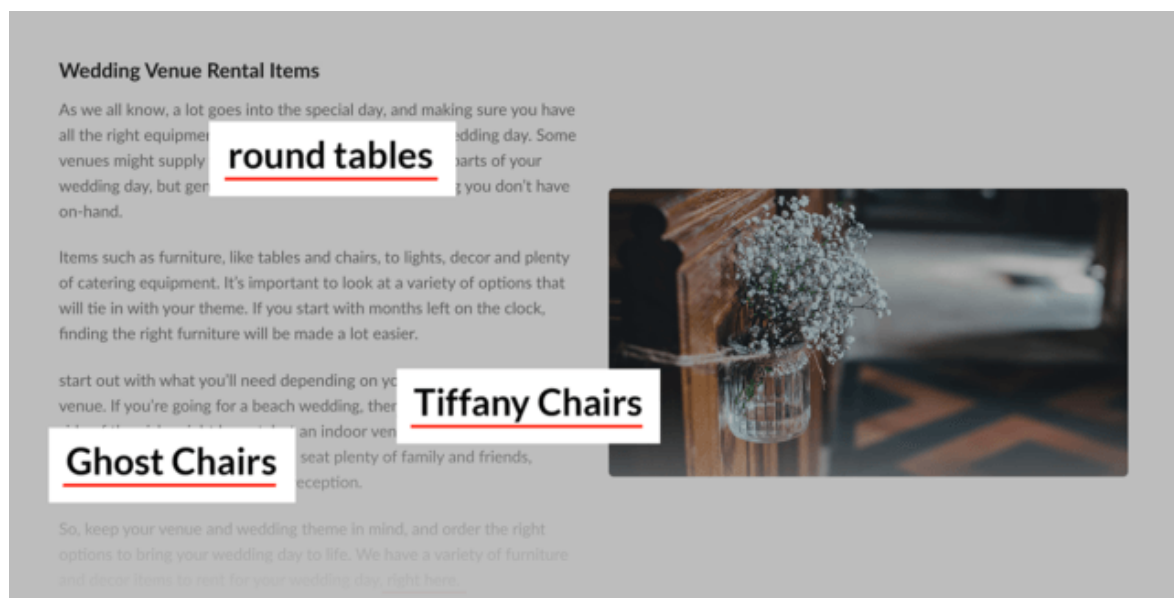 Wedding Venue Rental Items
As we all know, a lot goes into the special day, and making sure you have
all the right equipmen edding day. Some
round tables
venues might supply parts of your
wedding day, but gen you don't have
on-hand.
Items such as furniture, like tables and chairs, to lights, decor and plenty
of catering equipment. It's important to look at a variety of options that
will tie in with your theme. If you start with months left on the clock,
finding the right furniture will be made a lot easier.
start out with what you'll need depending on yo
venue. If you're going for a beach wedding, then
Tiffany Chairs
an indoor ven
Ghost Chairs
seat plenty of family and friends,
eception.
So, keep your venue and wedding theme in mind, and order the right
options to bring your wedding day to life. We have a variety of furniture
and decor items to rent for your wedding day, right here.